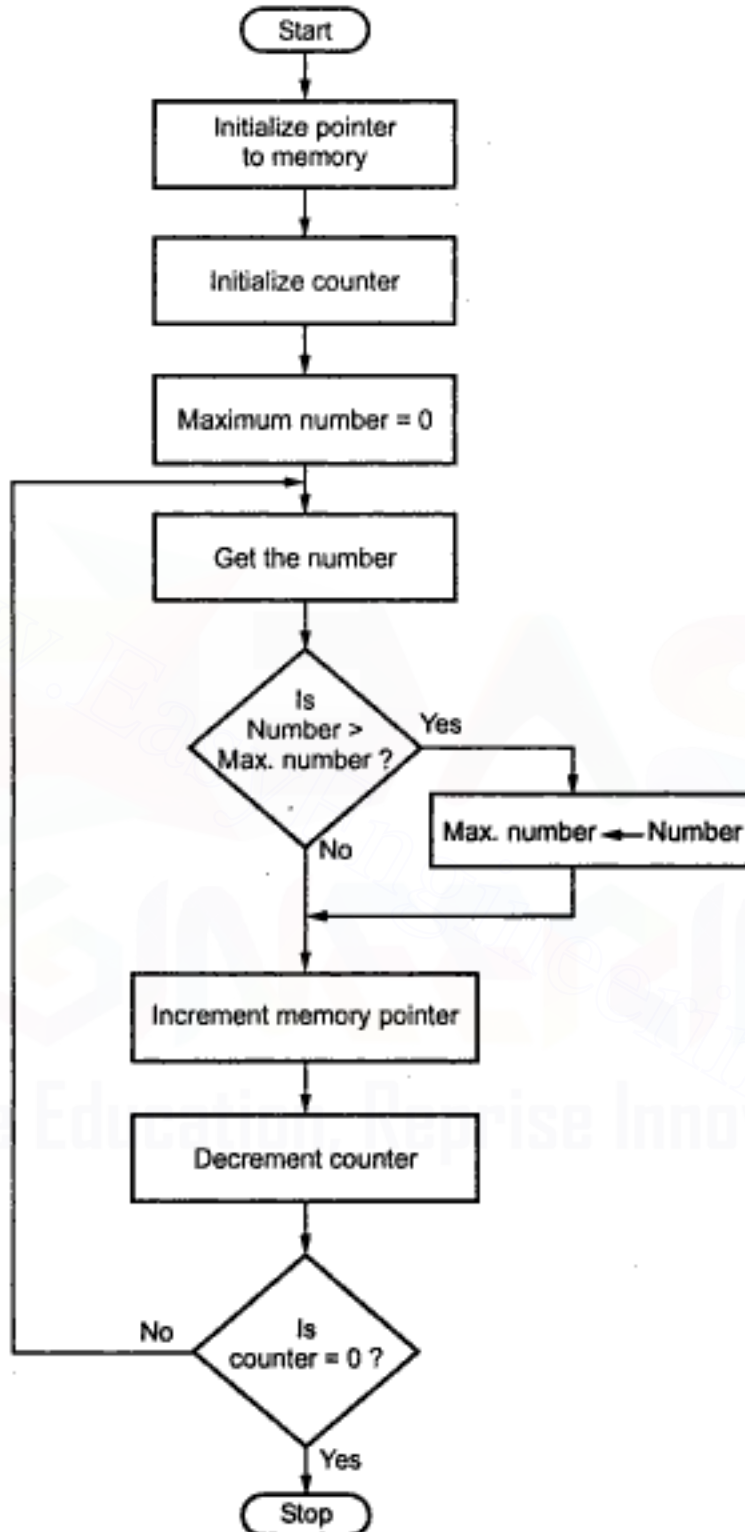 Start
Initialize pointer
to memory
Initialize counter
Maximum number = 0
Get the number
Is
Number >
Max. number ?
Yes
Max. number ← Number
No
Increment memory pointer
Decrement counter
Is
counter = 0 ?
No
Yes
Stop